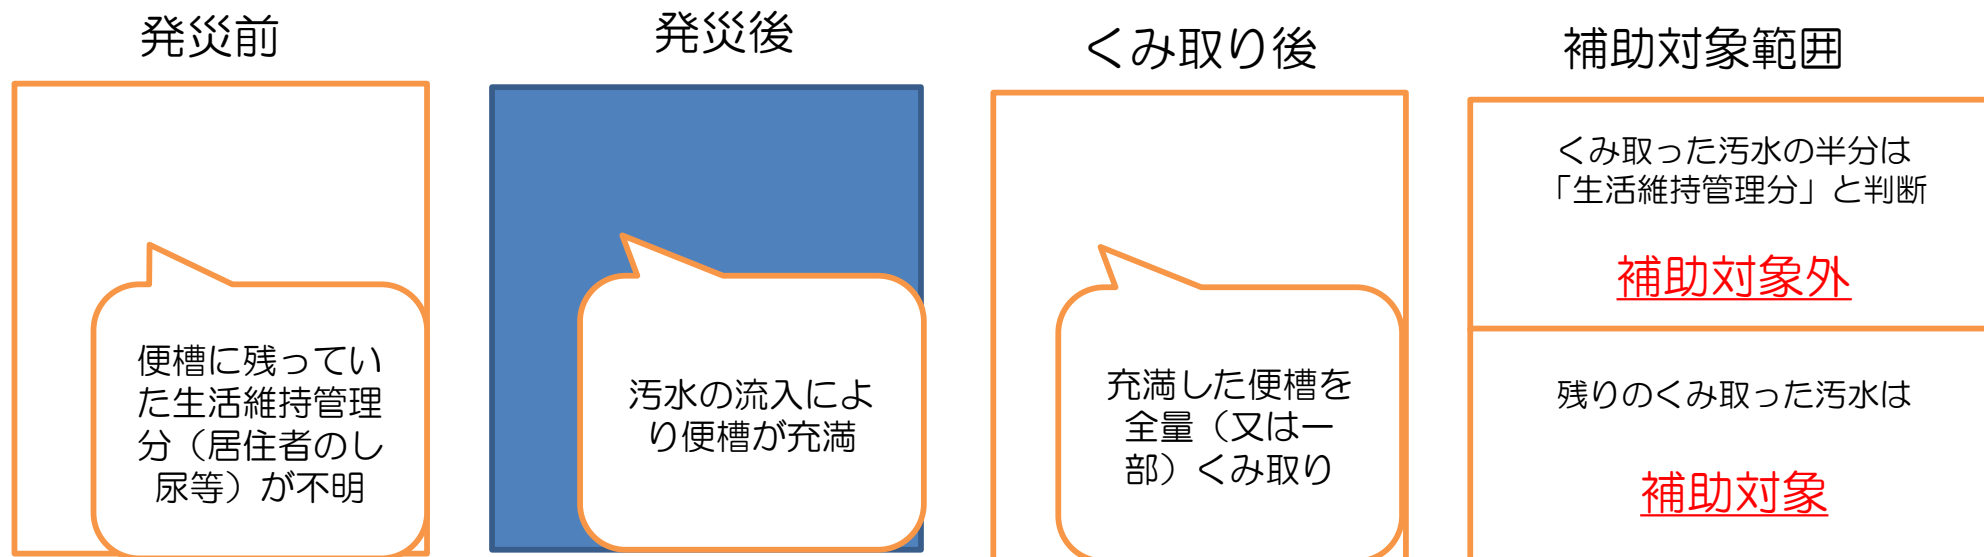 発災前
便槽に残ってい
た生活維持管理
分（居住者のし
尿等）が不明
発災後
汚水の流入によ
り便槽が充満
くみ取り後
充満した便槽を
全量（又は一
部）くみ取り
補助対象範囲
くみ取った汚水の半分は
「生活維持管理分」と判断
補助対象外
残りのくみ取った汚水は
補助対象